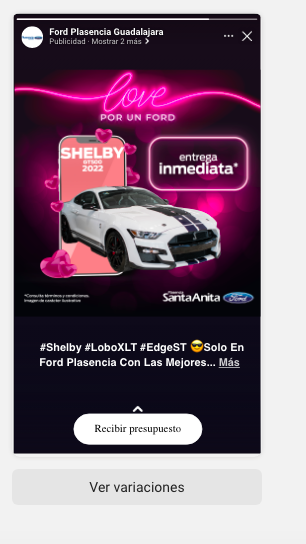 Ford Plasencia Guadalajara
Publicidad · Mostrar 2 más
love
POR UN FORD
SHELBY
GT500
2022
entrega
inmediata*
*Consulta términos y condiciones.
Imagen de carácter ilustrativo
Plasencia
SantaAnita
Ford
#Shelby #LoboXLT #EdgeST 😎Solo En
Ford Plasencia Con Las Mejores... Más
Recibir presupuesto
Ver variaciones